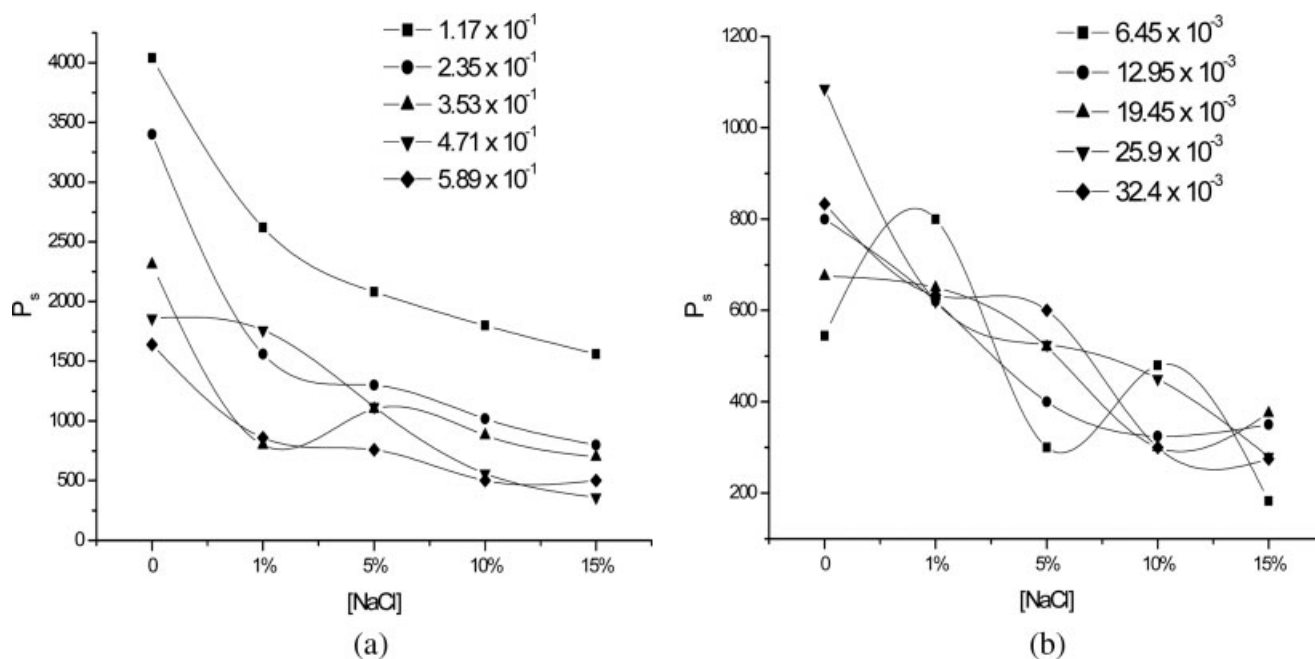 1.17 x 10⁻¹
2.35 x 10⁻¹
3.53 x 10⁻¹
4.71 x 10⁻¹
5.89 x 10⁻¹
4000
3500
3000
2500
2000
1500
1000
500
0
Pₛ
0 1% 5% 10% 15%
[NaCl]
(a)
6.45 x 10⁻³
12.95 x 10⁻³
19.45 x 10⁻³
25.9 x 10⁻³
32.4 x 10⁻³
1200
1000
800
600
400
200
Pₛ
0 1% 5% 10% 15%
[NaCl]
(b)